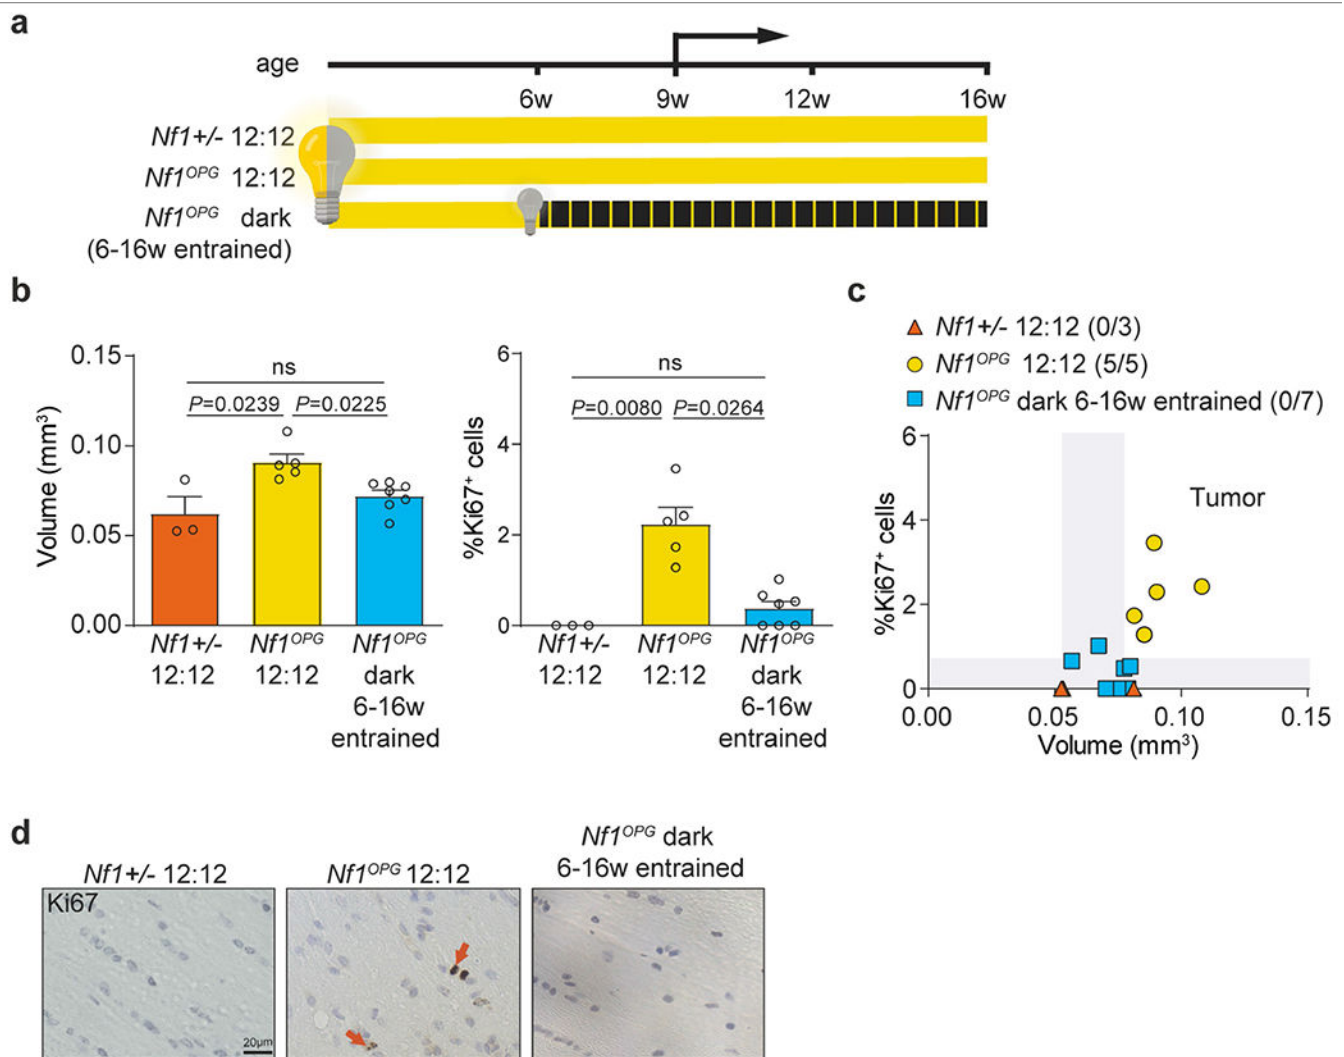 a
age
6w 9w 12w 16w
Nf1+/- 12:12
Nf1ᴼᴾᴳ 12:12
Nf1ᴼᴾᴳ dark
(6-16w entrained)
b
Volume (mm³)
0.15
0.10
0.05
0.00
ns
P=0.0239 P=0.0225
Nf1+/-
12:12
Nf1ᴼᴾᴳ
12:12
Nf1ᴼᴾᴳ
dark
6-16w
entrained
%Ki67⁺ cells
6
4
2
0
ns
P=0.0080 P=0.0264
Nf1+/-
12:12
Nf1ᴼᴾᴳ
12:12
Nf1ᴼᴾᴳ
dark
6-16w
entrained
c
Nf1+/- 12:12 (0/3)
Nf1ᴼᴾᴳ 12:12 (5/5)
Nf1ᴼᴾᴳ dark 6-16w entrained (0/7)
%Ki67⁺ cells
6
4
2
0
Tumor
0.00 0.05 0.10 0.15
Volume (mm³)
d
Nf1+/- 12:12
Nf1ᴼᴾᴳ 12:12
Nf1ᴼᴾᴳ dark
6-16w entrained
Ki67
20µm